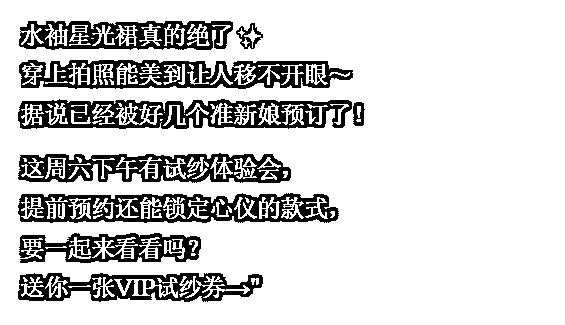 水袖星光裙真的绝了✨
穿上拍照能美到让人移不开眼～
据说已经被好几个准新娘预订了！
这周六下午有试纱体验会，
提前预约还能锁定心仪的款式，
要一起来看看吗？
送你一张VIP试纱券→"